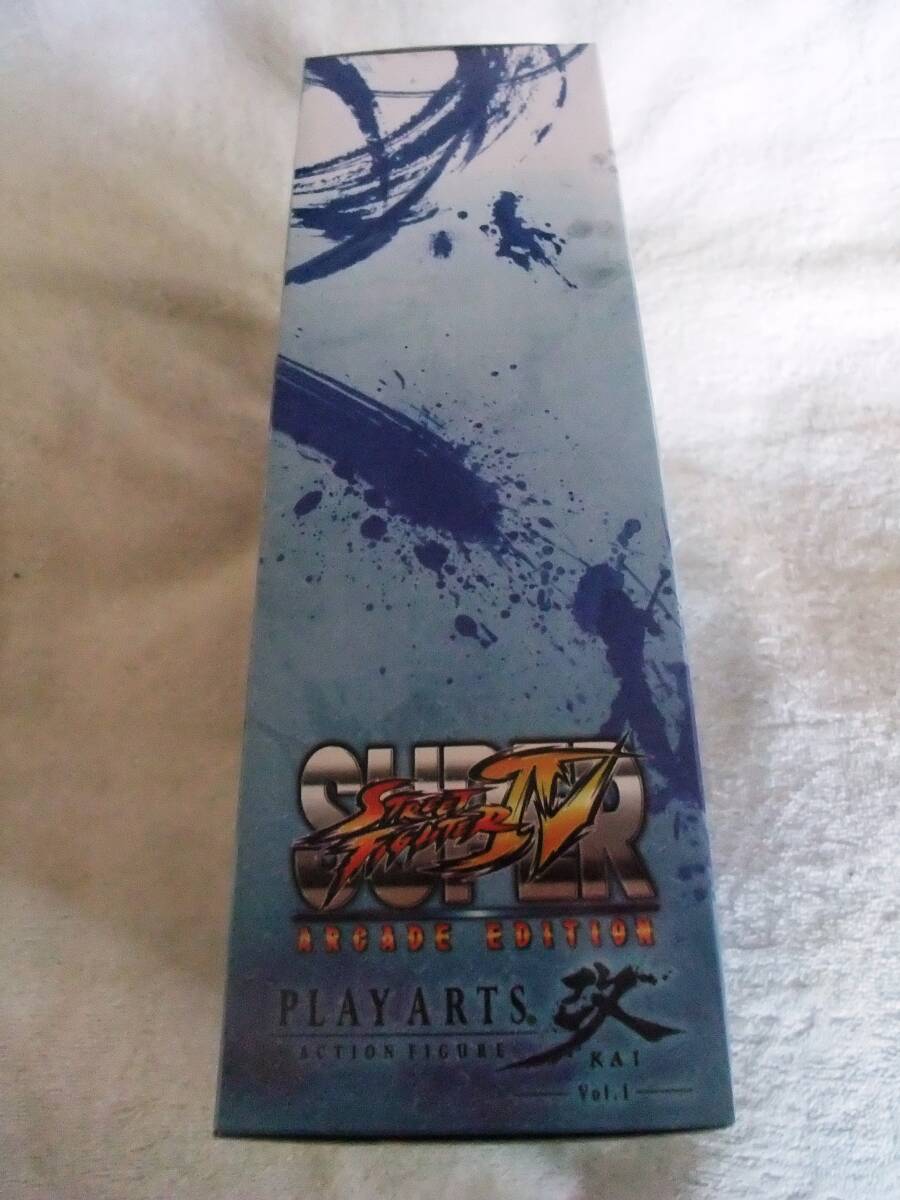 SUPER
STREET
FIGHTER IV
ARCADE EDITION
PLAY ARTS® 改
ACTION FIGURE KAI
Vol.1